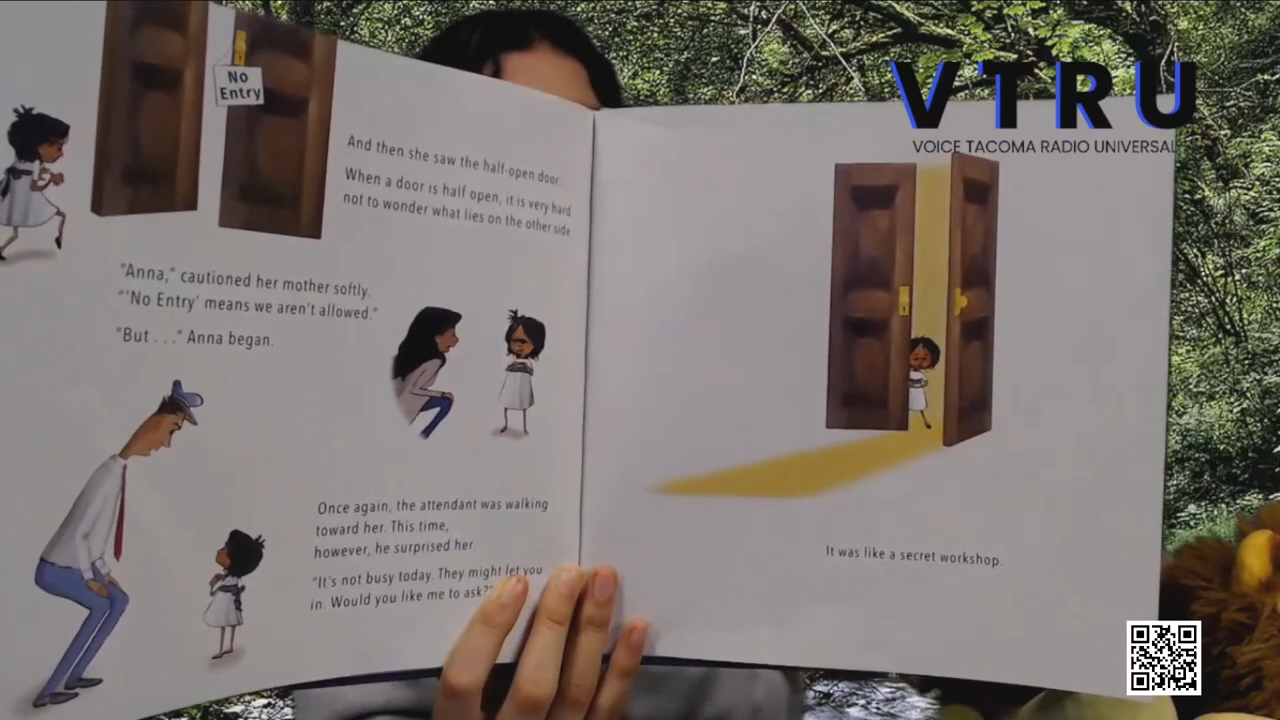 No
Entry
And then she saw the half-open door.
When a door is half open, it is very hard
not to wonder what lies on the other side
"Anna," cautioned her mother softly.
"'No Entry' means we aren't allowed."
"But . . ." Anna began.
Once again, the attendant was walking
toward her. This time,
however, he surprised her.
"It's not busy today. They might let you
in. Would you like me to ask?"
It was like a secret workshop.
VTRU
VOICE TACOMA RADIO UNIVERSAL